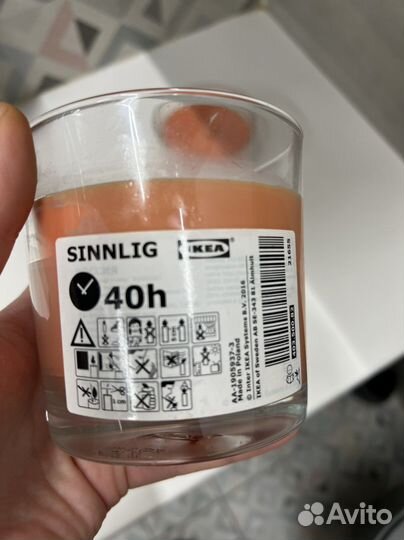 SINNLIG
IKEA
40h
AA-1905937-3
Made in Poland
© Inter IKEA Systems B.V. 2016
IKEA of Sweden AB SE-343 81 Älmhult
21655
Avito